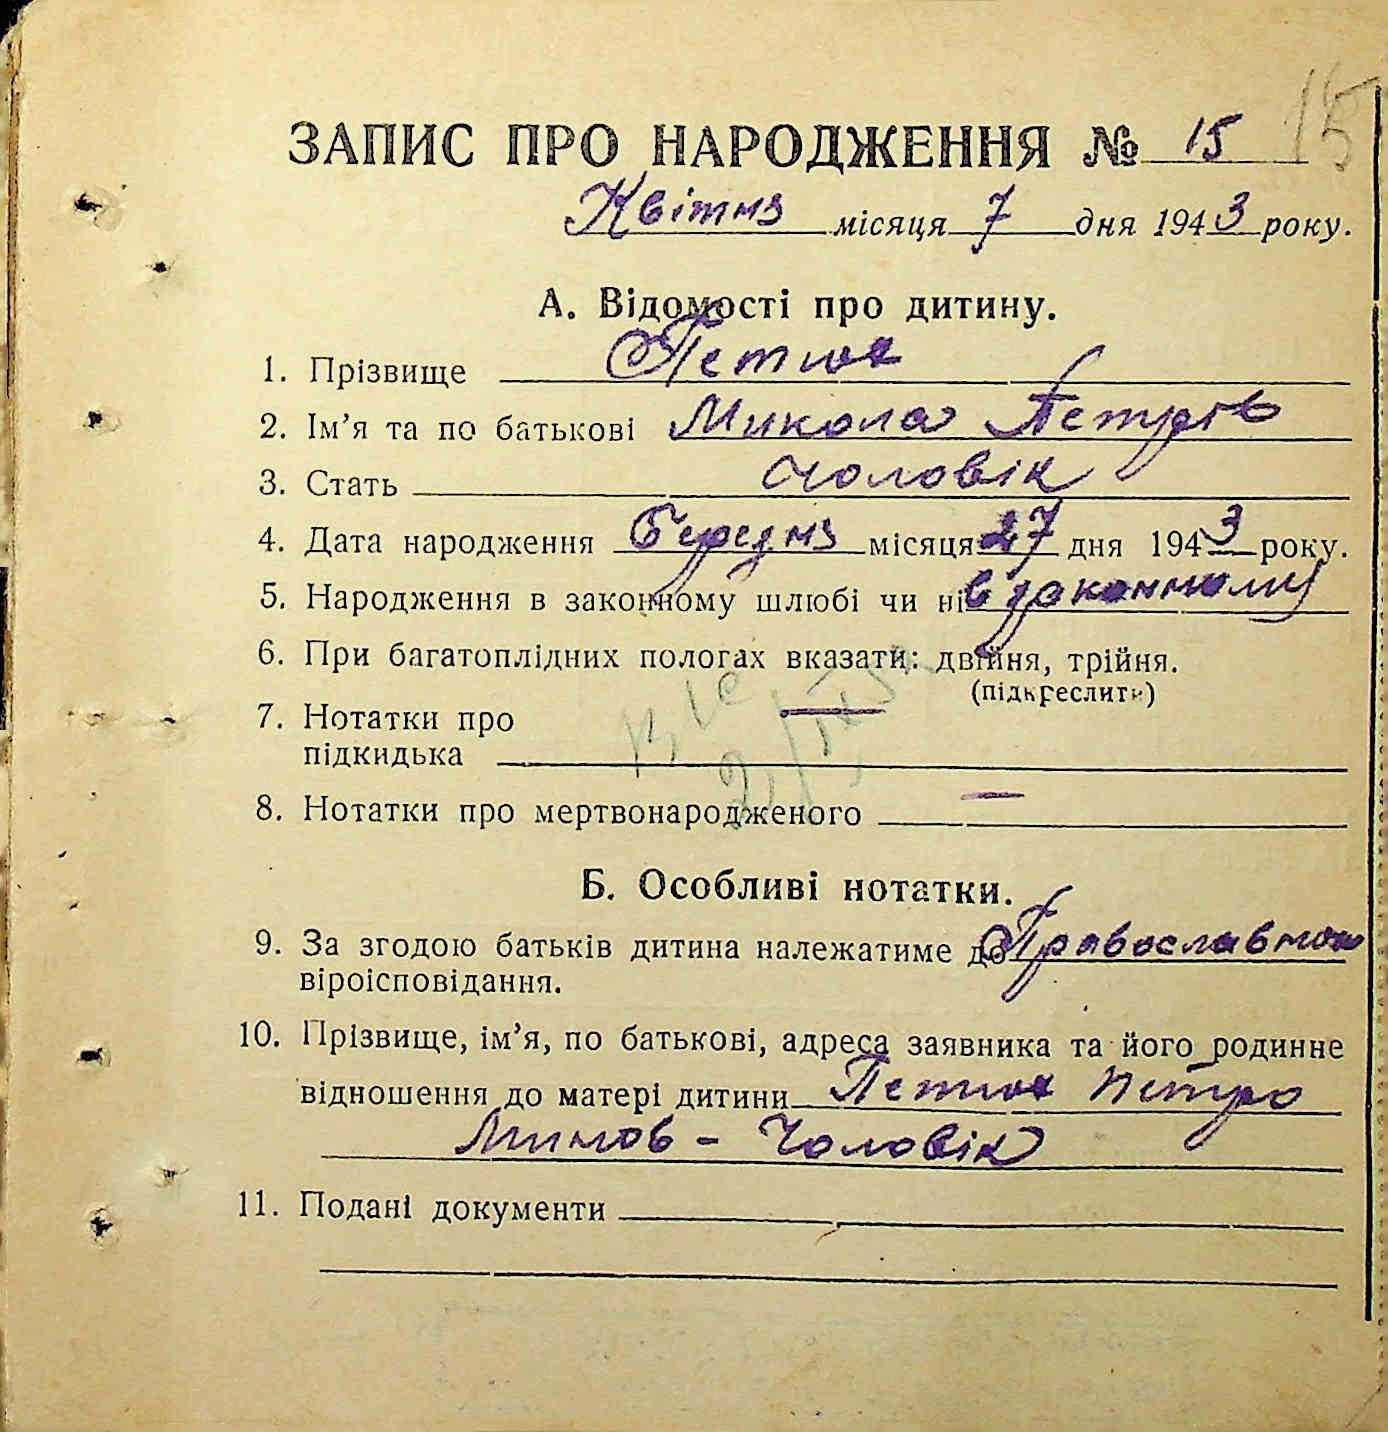 15
ЗАПИС ПРО НАРОДЖЕННЯ № 15
Квітня місяця 7 дня 1943 року.
А. Відомості про дитину.
1. Прізвище Петлюх
2. Ім’я та по батькові Микола Петрів
3. Стать чоловік
4. Дата народження Березня місяця 27 дня 1943 року.
5. Народження в законному шлюбі чи ні в законному
6. При багатоплідних пологах вказати: двійня, трійня.
(підкреслити)
7. Нотатки про —
підкидька
8. Нотатки про мертвонародженого —
Б. Особливі нотатки.
9. За згодою батьків дитина належатиме до Православного
віроісповідання.
10. Прізвище, ім’я, по батькові, адреса заявника та його родинне
відношення до матері дитини Петлюх Петро
- Чоловік
11. Подані документи